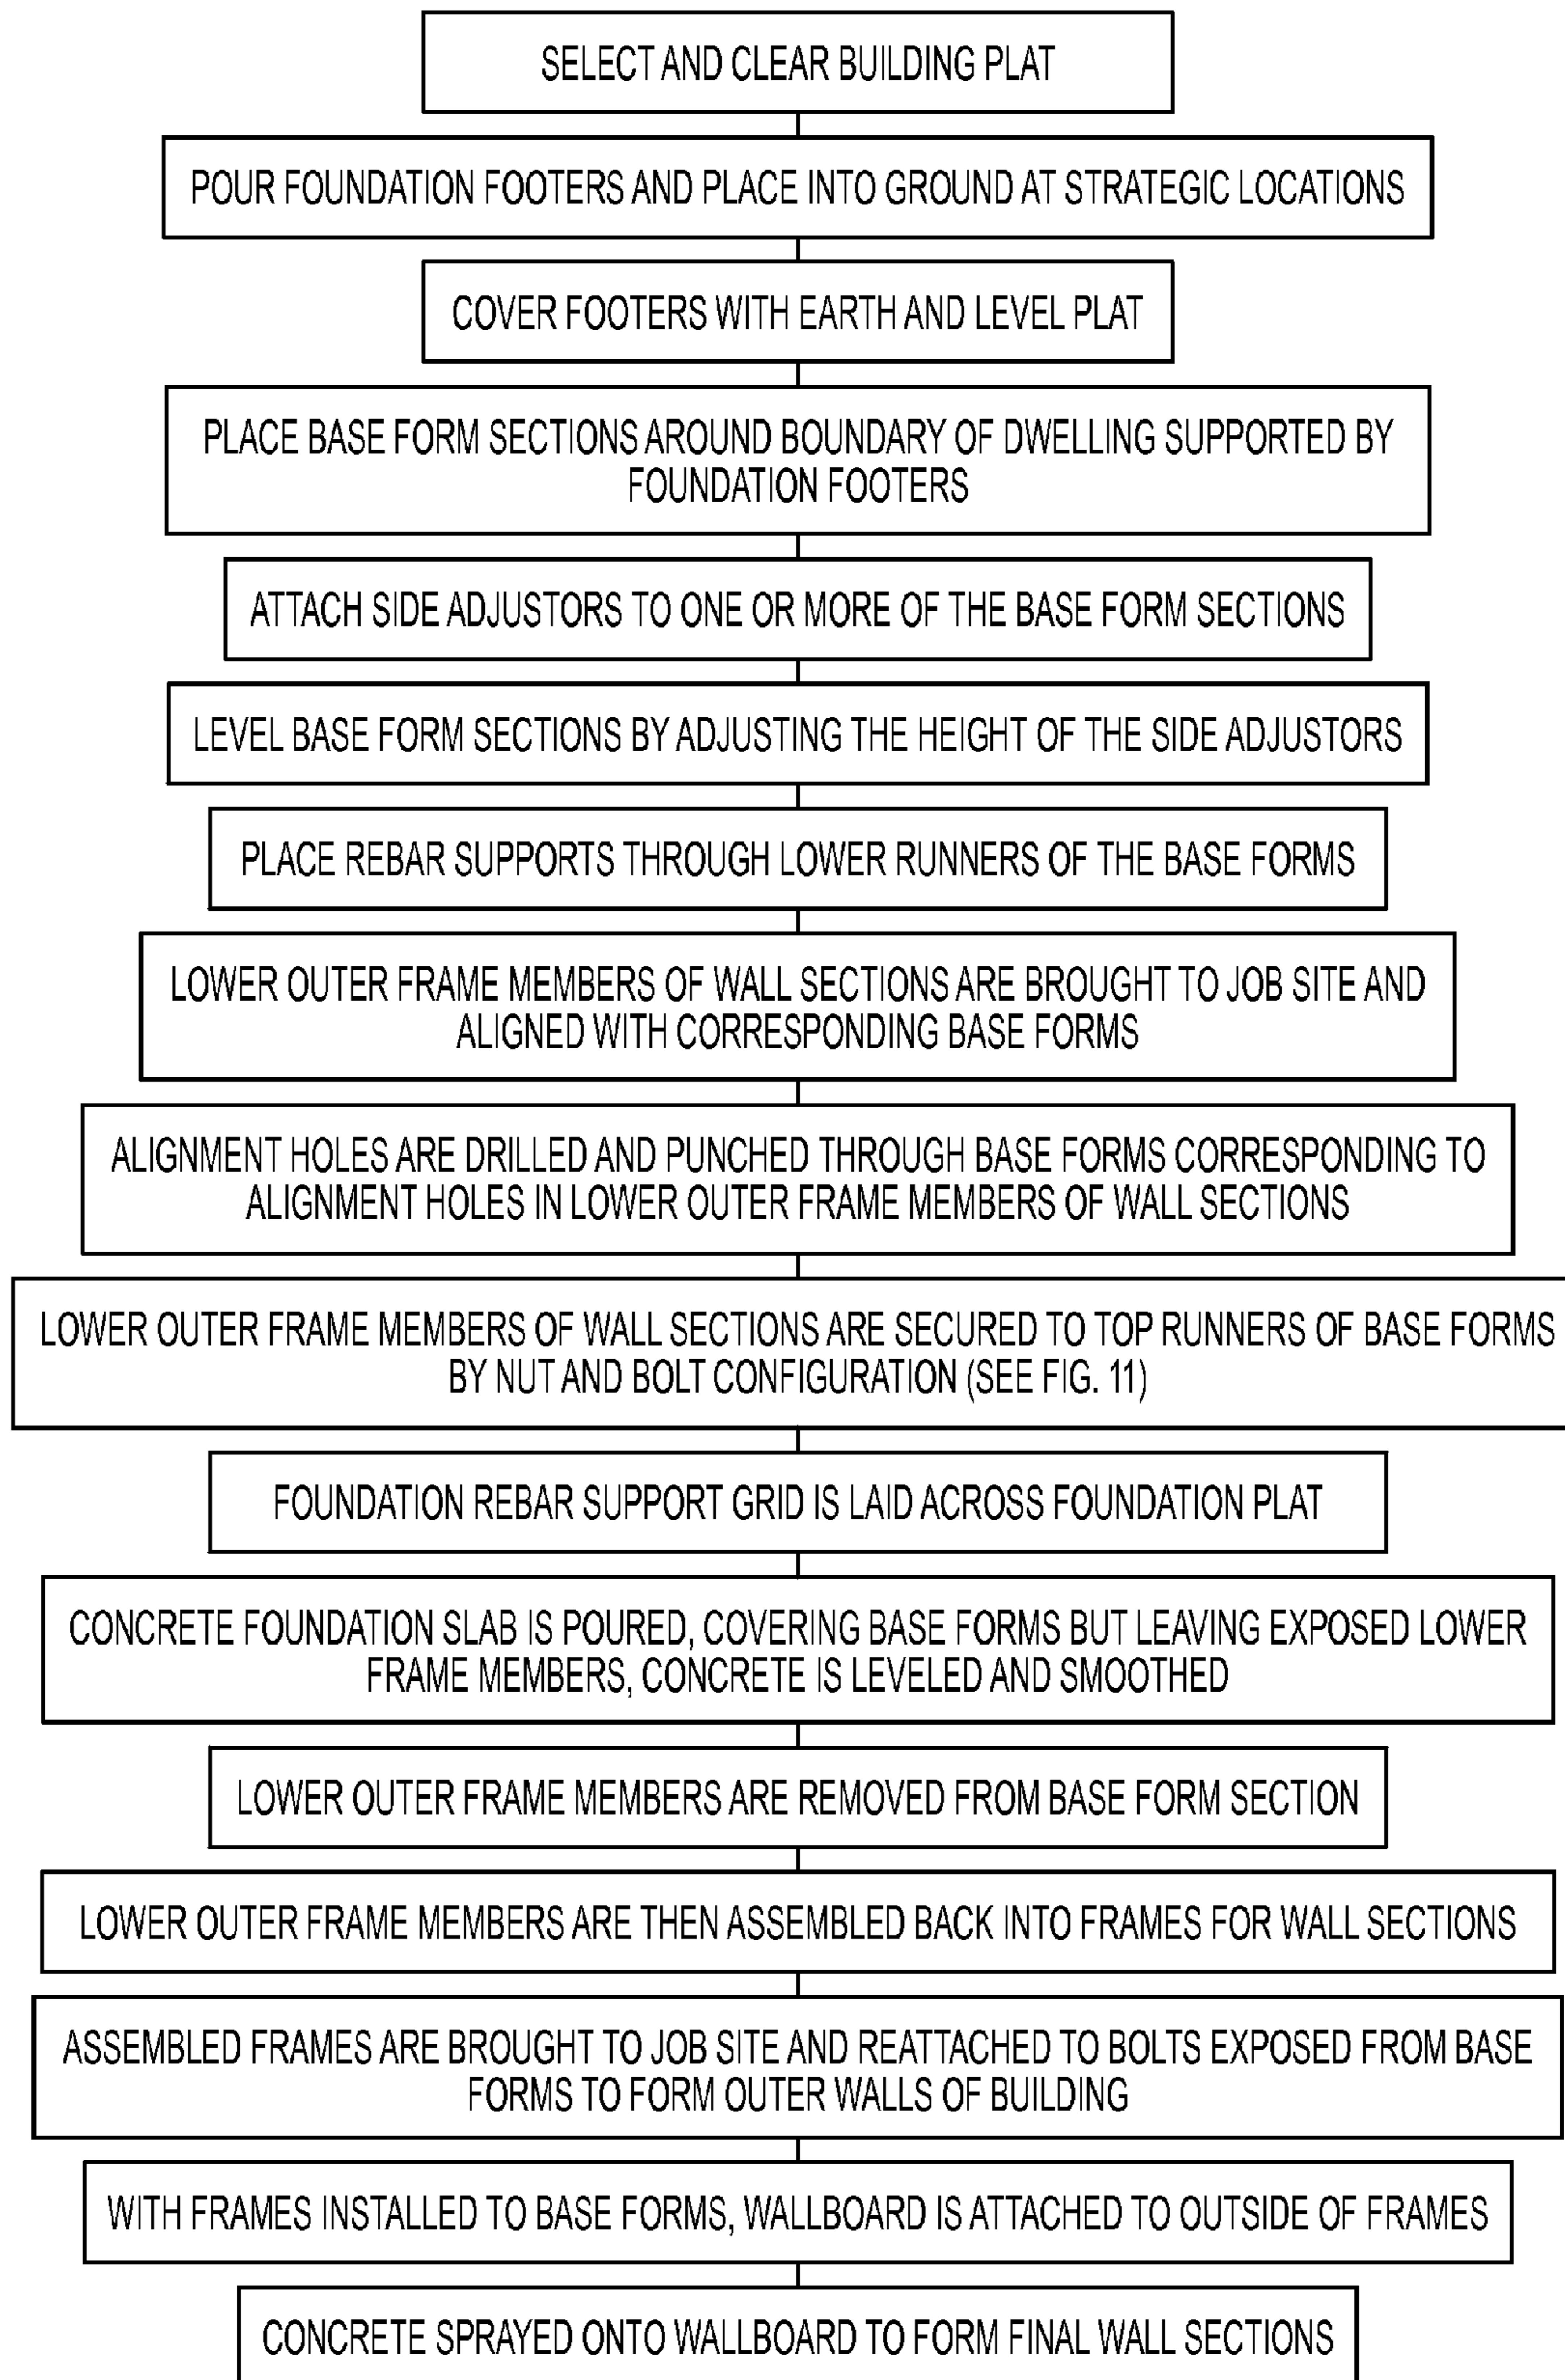 SELECT AND CLEAR BUILDING PLAT
POUR FOUNDATION FOOTERS AND PLACE INTO GROUND AT STRATEGIC LOCATIONS
COVER FOOTERS WITH EARTH AND LEVEL PLAT
PLACE BASE FORM SECTIONS AROUND BOUNDARY OF DWELLING SUPPORTED BY
FOUNDATION FOOTERS
ATTACH SIDE ADJUSTORS TO ONE OR MORE OF THE BASE FORM SECTIONS
LEVEL BASE FORM SECTIONS BY ADJUSTING THE HEIGHT OF THE SIDE ADJUSTORS
PLACE REBAR SUPPORTS THROUGH LOWER RUNNERS OF THE BASE FORMS
LOWER OUTER FRAME MEMBERS OF WALL SECTIONS ARE BROUGHT TO JOB SITE AND
ALIGNED WITH CORRESPONDING BASE FORMS
ALIGNMENT HOLES ARE DRILLED AND PUNCHED THROUGH BASE FORMS CORRESPONDING TO
ALIGNMENT HOLES IN LOWER OUTER FRAME MEMBERS OF WALL SECTIONS
LOWER OUTER FRAME MEMBERS OF WALL SECTIONS ARE SECURED TO TOP RUNNERS OF BASE FORMS
BY NUT AND BOLT CONFIGURATION (SEE FIG. 11)
FOUNDATION REBAR SUPPORT GRID IS LAID ACROSS FOUNDATION PLAT
CONCRETE FOUNDATION SLAB IS POURED, COVERING BASE FORMS BUT LEAVING EXPOSED LOWER
FRAME MEMBERS, CONCRETE IS LEVELED AND SMOOTHED
LOWER OUTER FRAME MEMBERS ARE REMOVED FROM BASE FORM SECTION
LOWER OUTER FRAME MEMBERS ARE THEN ASSEMBLED BACK INTO FRAMES FOR WALL SECTIONS
ASSEMBLED FRAMES ARE BROUGHT TO JOB SITE AND REATTACHED TO BOLTS EXPOSED FROM BASE
FORMS TO FORM OUTER WALLS OF BUILDING
WITH FRAMES INSTALLED TO BASE FORMS, WALLBOARD IS ATTACHED TO OUTSIDE OF FRAMES
CONCRETE SPRAYED ONTO WALLBOARD TO FORM FINAL WALL SECTIONS